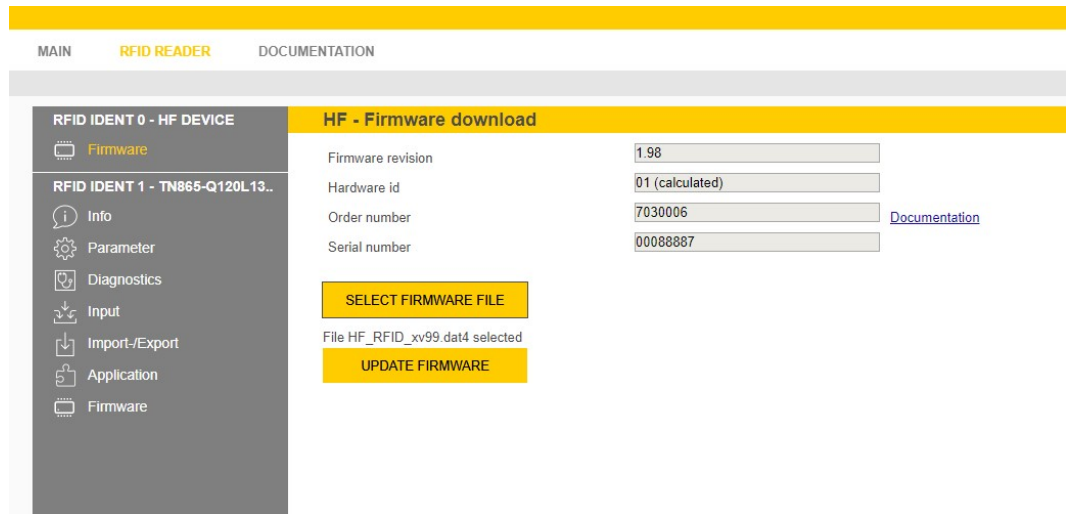 MAIN RFID READER DOCUMENTATION
RFID IDENT 0 - HF DEVICE
Firmware
RFID IDENT 1 - TN865-Q120L13..
Info
Parameter
Diagnostics
Input
Import-/Export
Application
Firmware
HF - Firmware download
Firmware revision 1.98
Hardware id 01 (calculated)
Order number 7030006 Documentation
Serial number 00088887
SELECT FIRMWARE FILE
File HF_RFID_xv99.dat4 selected
UPDATE FIRMWARE